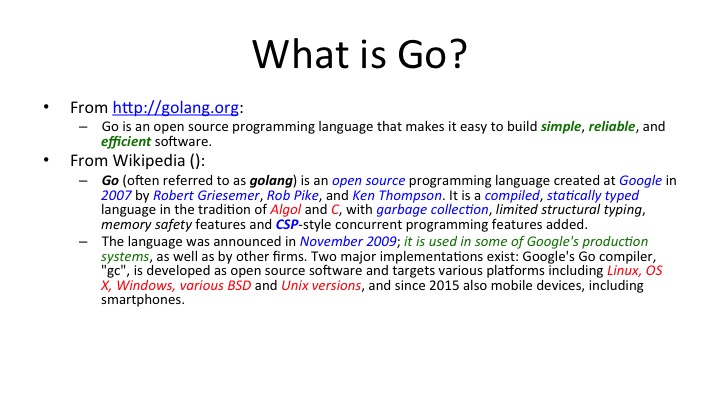 What is Go?
• From http://golang.org:
– Go is an open source programming language that makes it easy to build simple, reliable, and
efficient software.
• From Wikipedia ():
– Go (often referred to as golang) is an open source programming language created at Google in
2007 by Robert Griesemer, Rob Pike, and Ken Thompson. It is a compiled, statically typed
language in the tradition of Algol and C, with garbage collection, limited structural typing,
memory safety features and CSP-style concurrent programming features added.
– The language was announced in November 2009; it is used in some of Google's production
systems, as well as by other firms. Two major implementations exist: Google's Go compiler,
"gc", is developed as open source software and targets various platforms including Linux, OS
X, Windows, various BSD and Unix versions, and since 2015 also mobile devices, including
smartphones.